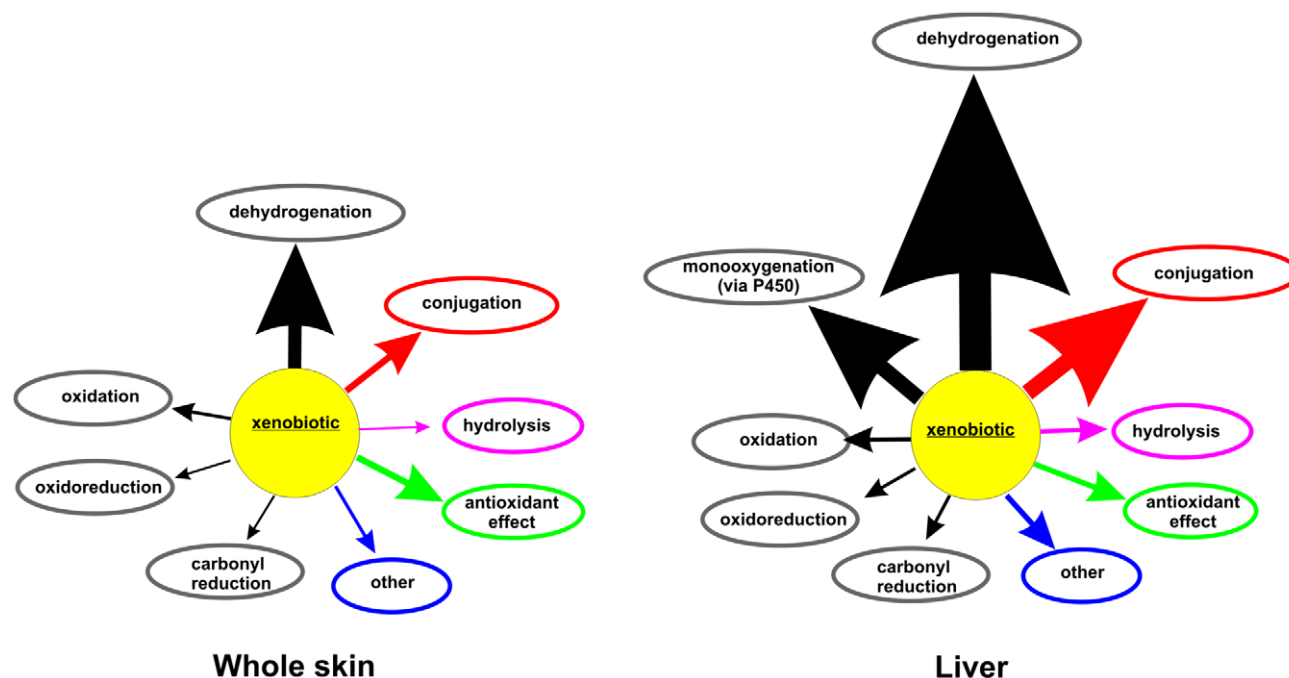 dehydrogenation
conjugation
oxidation
xenobiotic
hydrolysis
oxidoreduction
antioxidant
effect
carbonyl
reduction
other
Whole skin
dehydrogenation
monooxygenation
(via P450)
conjugation
oxidation
xenobiotic
hydrolysis
oxidoreduction
antioxidant
effect
carbonyl
reduction
other
Liver